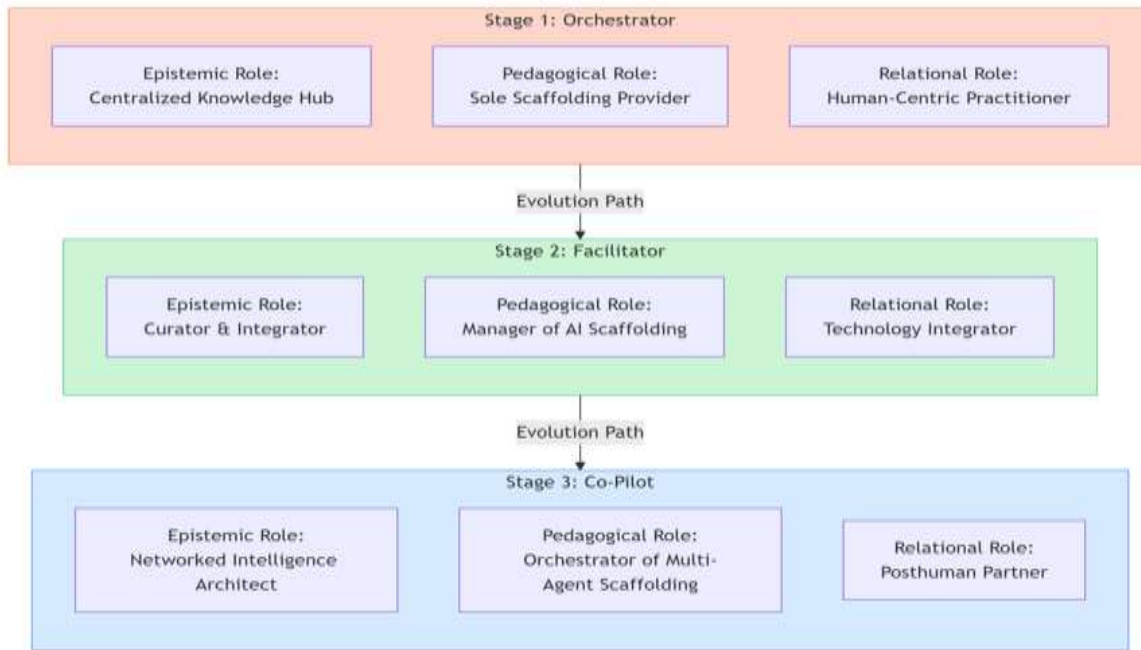 Stage 1: Orchestrator
Epistemic Role:
Centralized Knowledge Hub
Pedagogical Role:
Sole Scaffolding Provider
Relational Role:
Human-Centric Practitioner
Evolution Path
Stage 2: Facilitator
Epistemic Role:
Curator & Integrator
Pedagogical Role:
Manager of AI Scaffolding
Relational Role:
Technology Integrator
Evolution Path
Stage 3: Co-Pilot
Epistemic Role:
Networked Intelligence
Architect
Pedagogical Role:
Orchestrator of Multi-
Agent Scaffolding
Relational Role:
Posthuman Partner